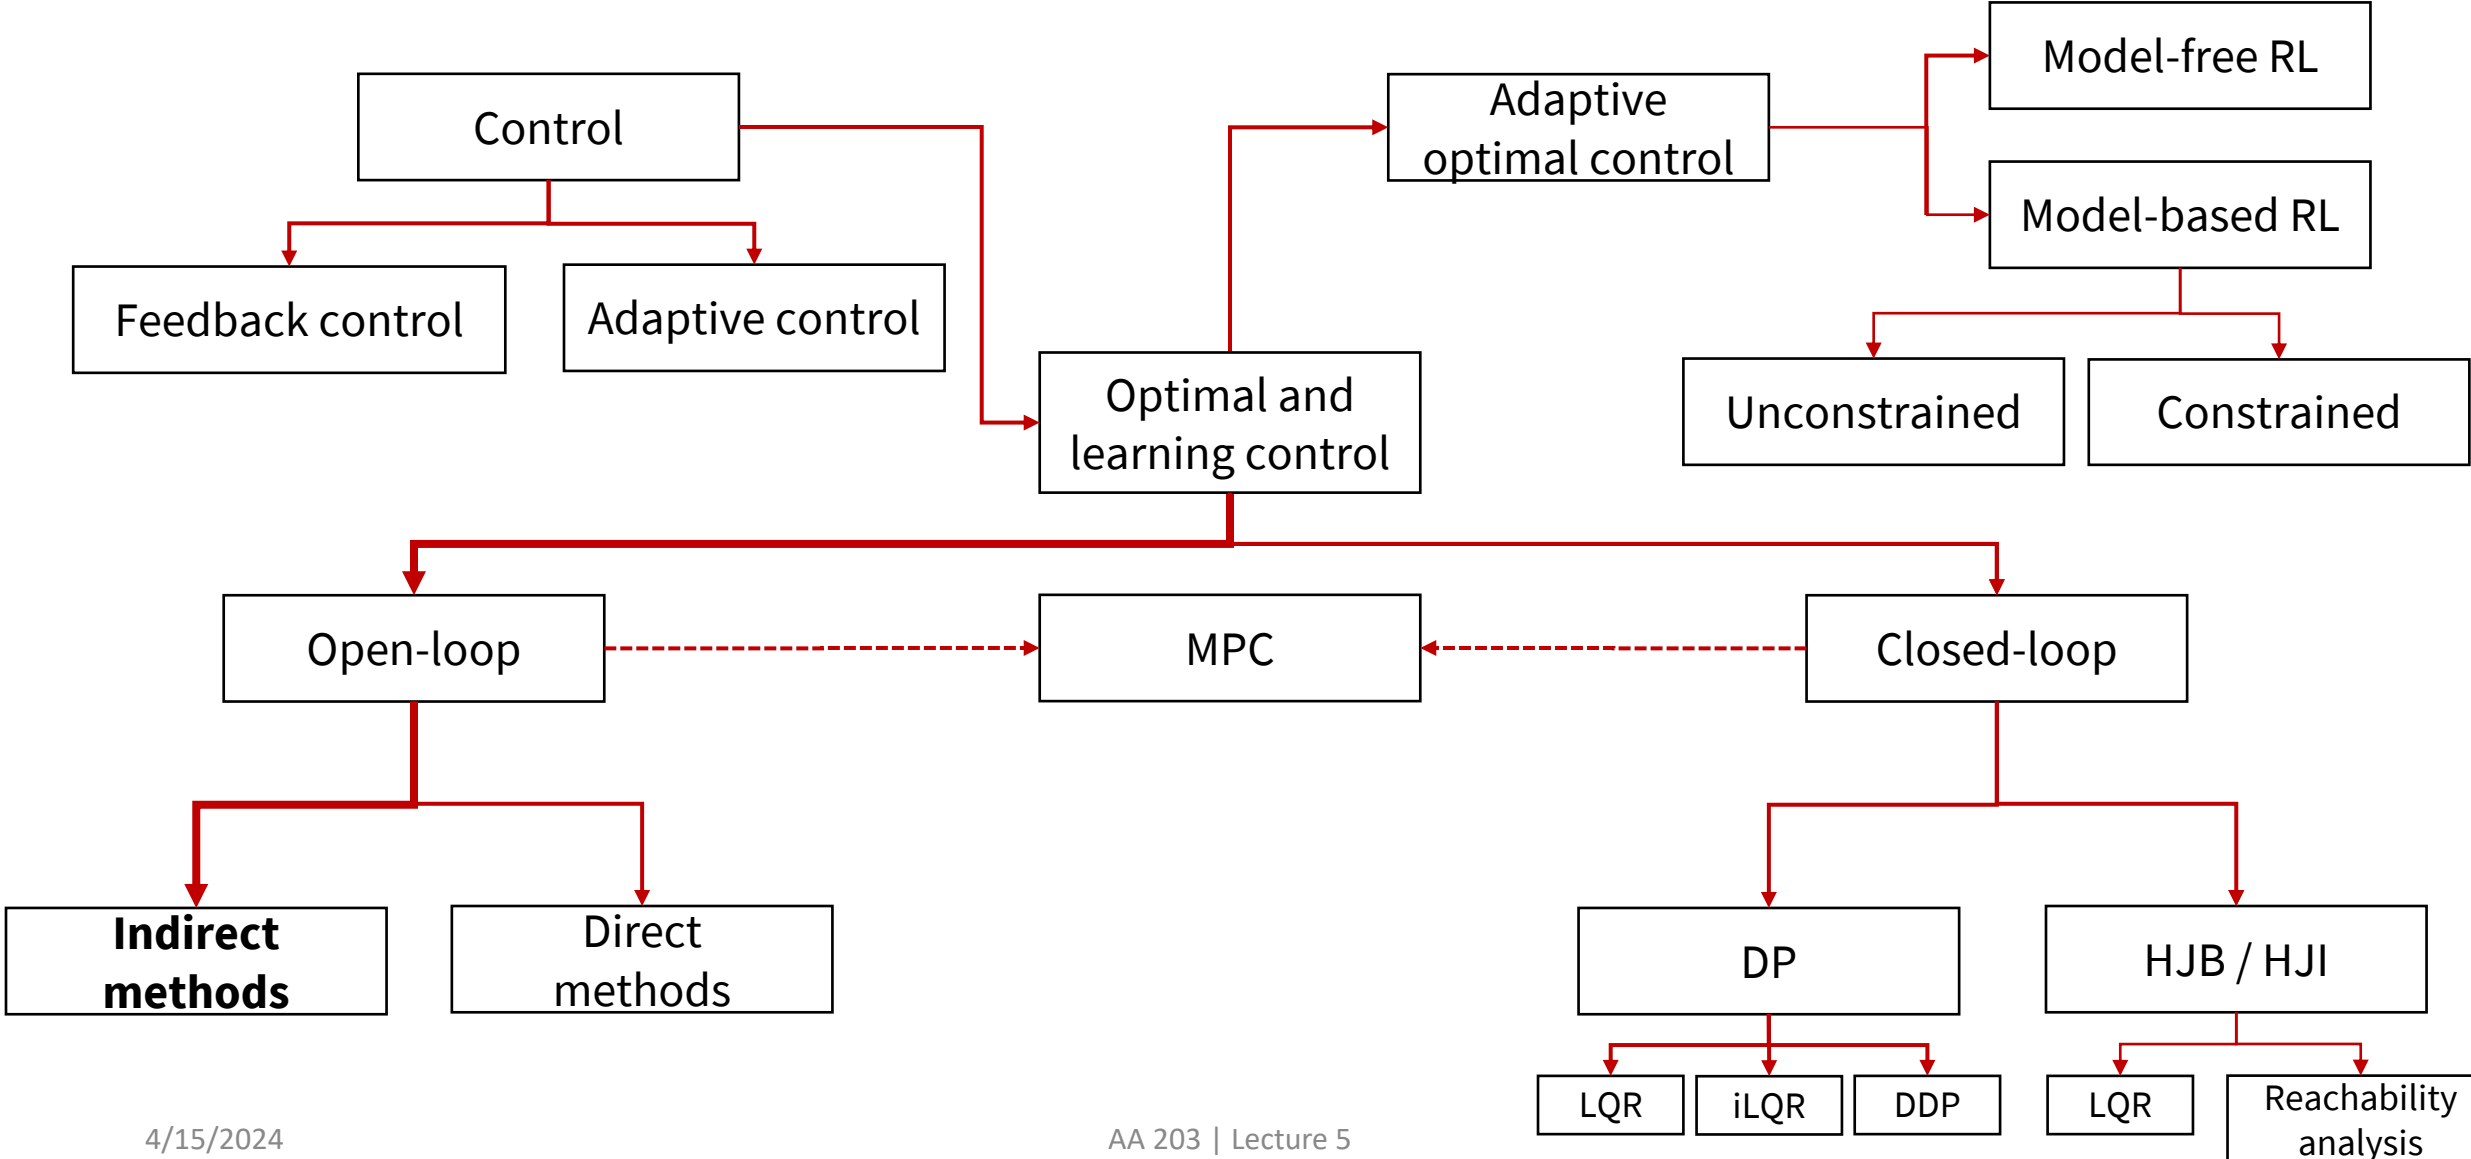 Model-free RL
Control
Adaptive
optimal control
Model-based RL
Feedback control
Adaptive control
Optimal and
learning control
Unconstrained
Constrained
Open-loop
MPC
Closed-loop
Indirect
methods
Direct
methods
DP
HJB / HJI
LQR
iLQR
DDP
LQR
Reachability
analysis
4/15/2024
AA 203 | Lecture 5